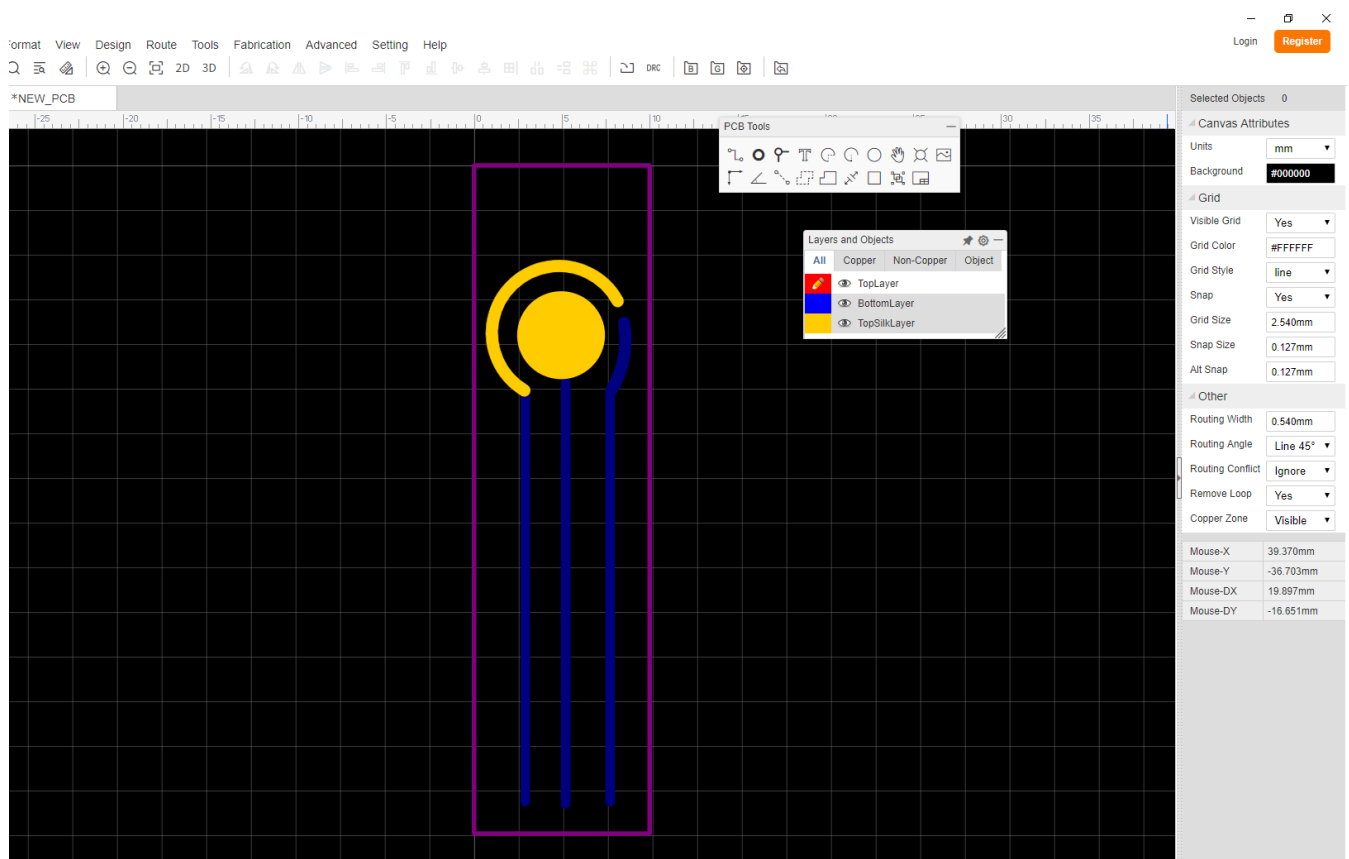 Login Register
ormat View Design Route Tools Fabrication Advanced Setting Help
2D 3D DRC B G
*NEW_PCB
Selected Objects 0
-25 -20 -15 -10 -5 0 5 10 30 35
PCB Tools
Canvas Attributes
Units mm
Background #000000
Grid
Visible Grid Yes
Grid Color #FFFFFF
Grid Style line
Snap Yes
Grid Size 2.540mm
Snap Size 0.127mm
Alt Snap 0.127mm
Other
Routing Width 0.540mm
Routing Angle Line 45°
Routing Conflict Ignore
Remove Loop Yes
Copper Zone Visible
Mouse-X 39.370mm
Mouse-Y -36.703mm
Mouse-DX 19.897mm
Mouse-DY -16.651mm
Layers and Objects
All Copper Non-Copper Object
TopLayer
BottomLayer
TopSilkLayer